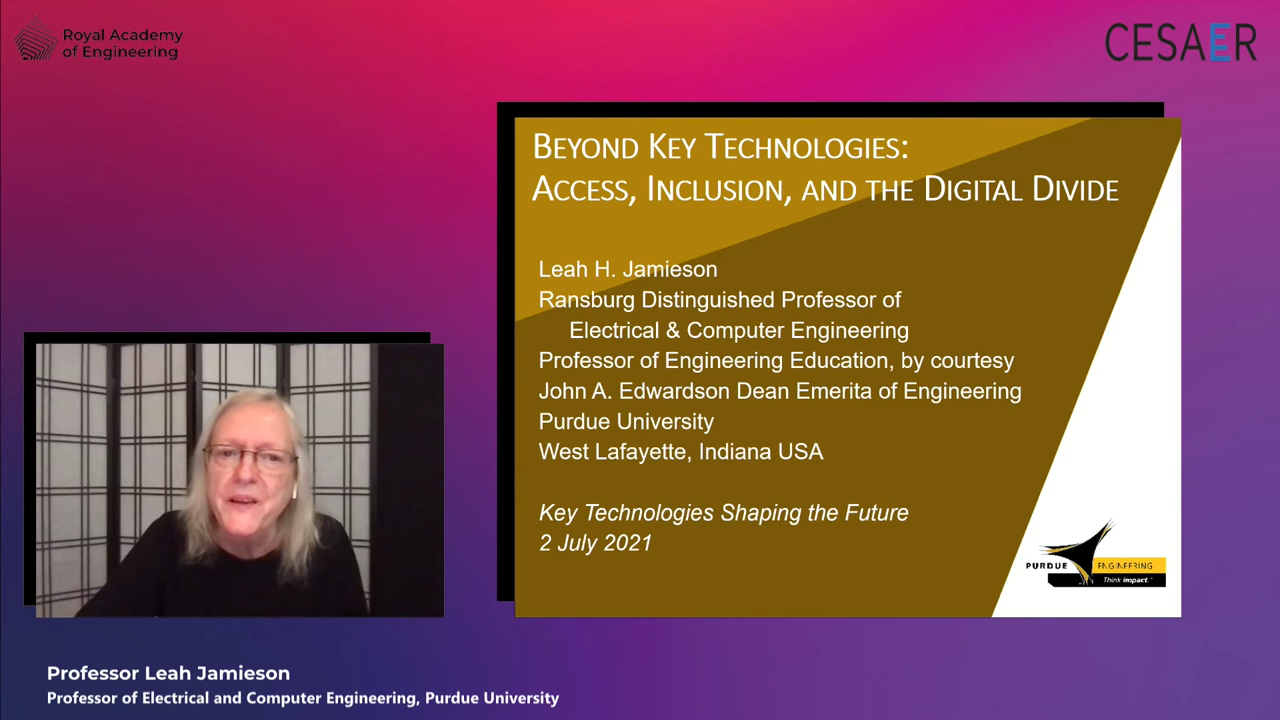 Royal Academy
of Engineering
CESAER
BEYOND KEY TECHNOLOGIES:
ACCESS, INCLUSION, AND THE DIGITAL DIVIDE
Leah H. Jamieson
Ransburg Distinguished Professor of
Electrical & Computer Engineering
Professor of Engineering Education, by courtesy
John A. Edwardson Dean Emerita of Engineering
Purdue University
West Lafayette, Indiana USA
Key Technologies Shaping the Future
2 July 2021
PURDUE ENGINEERING
Think impact.
Professor Leah Jamieson
Professor of Electrical and Computer Engineering, Purdue University